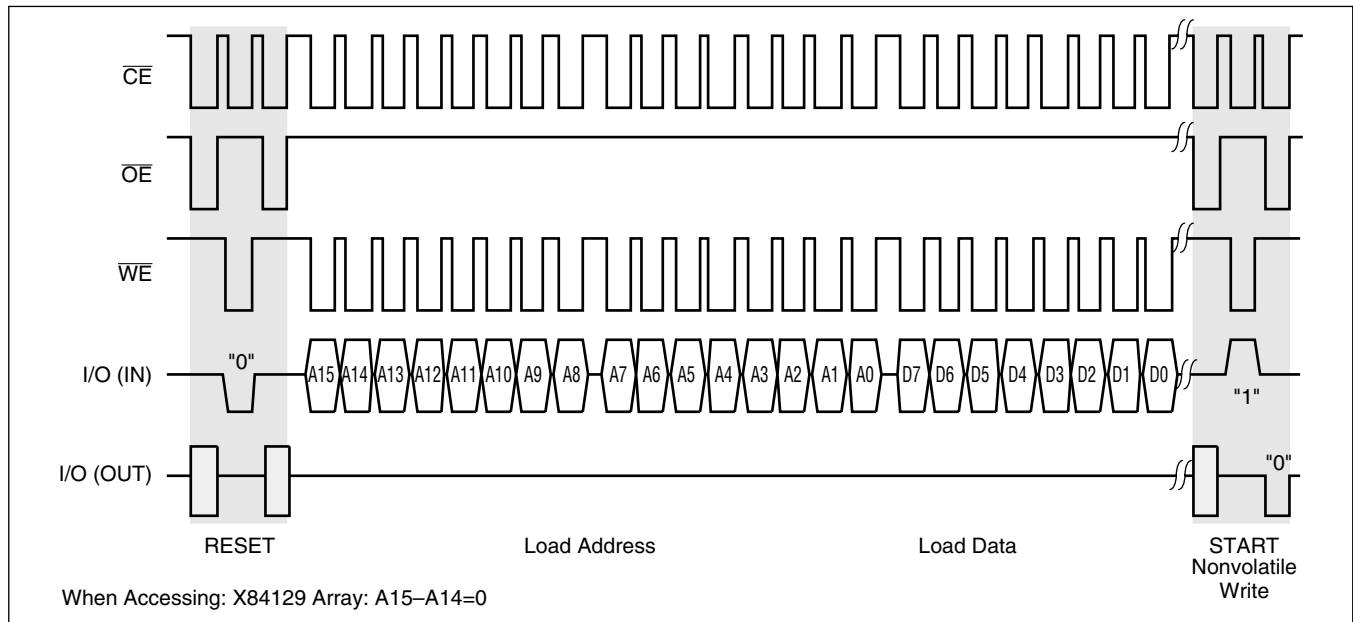 CE
OE
WE
"0"
I/O (IN) A15 A14 A13 A12 A11 A10 A9 A8 A7 A6 A5 A4 A3 A2 A1 A0 D7 D6 D5 D4 D3 D2 D1 D0
"1"
I/O (OUT) "0"
RESET Load Address Load Data START
Nonvolatile
Write
When Accessing: X84129 Array: A15–A14=0